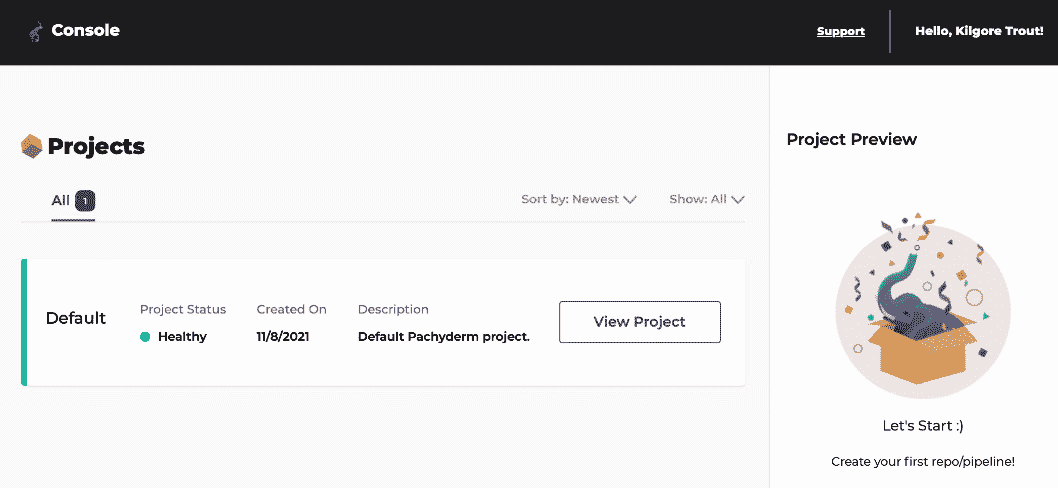 Console
Support
Hello, Kilgore Trout!
Projects
All 1
Sort by: Newest
Show: All
Default
Project Status
Healthy
Created On
11/8/2021
Description
Default Pachyderm project.
View Project
Project Preview
Let's Start :)
Create your first repo/pipeline!